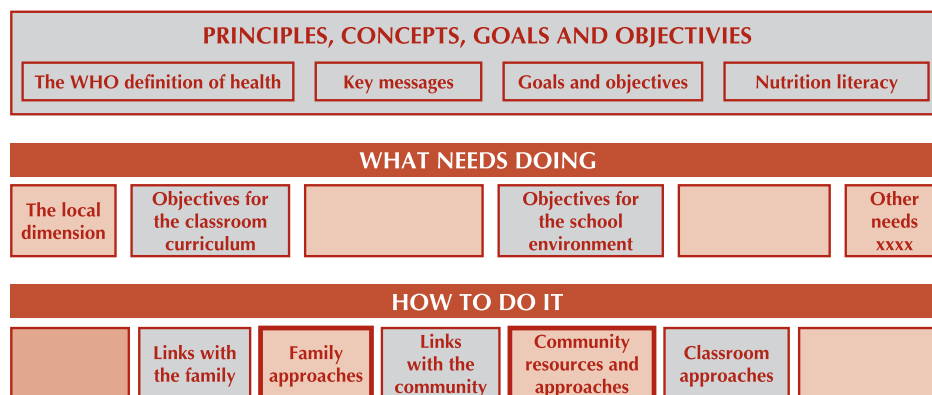 PRINCIPLES, CONCEPTS, GOALS AND OBJECTIVIES
The WHO definition of health
Key messages
Goals and objectives
Nutrition literacy
WHAT NEEDS DOING
The local
dimension
Objectives for
the classroom
curriculum
Objectives for
the school
environment
Other
needs
xxxx
HOW TO DO IT
Links with
the family
Family
approaches
Links
with the
community
Community
resources and
approaches
Classroom
approaches